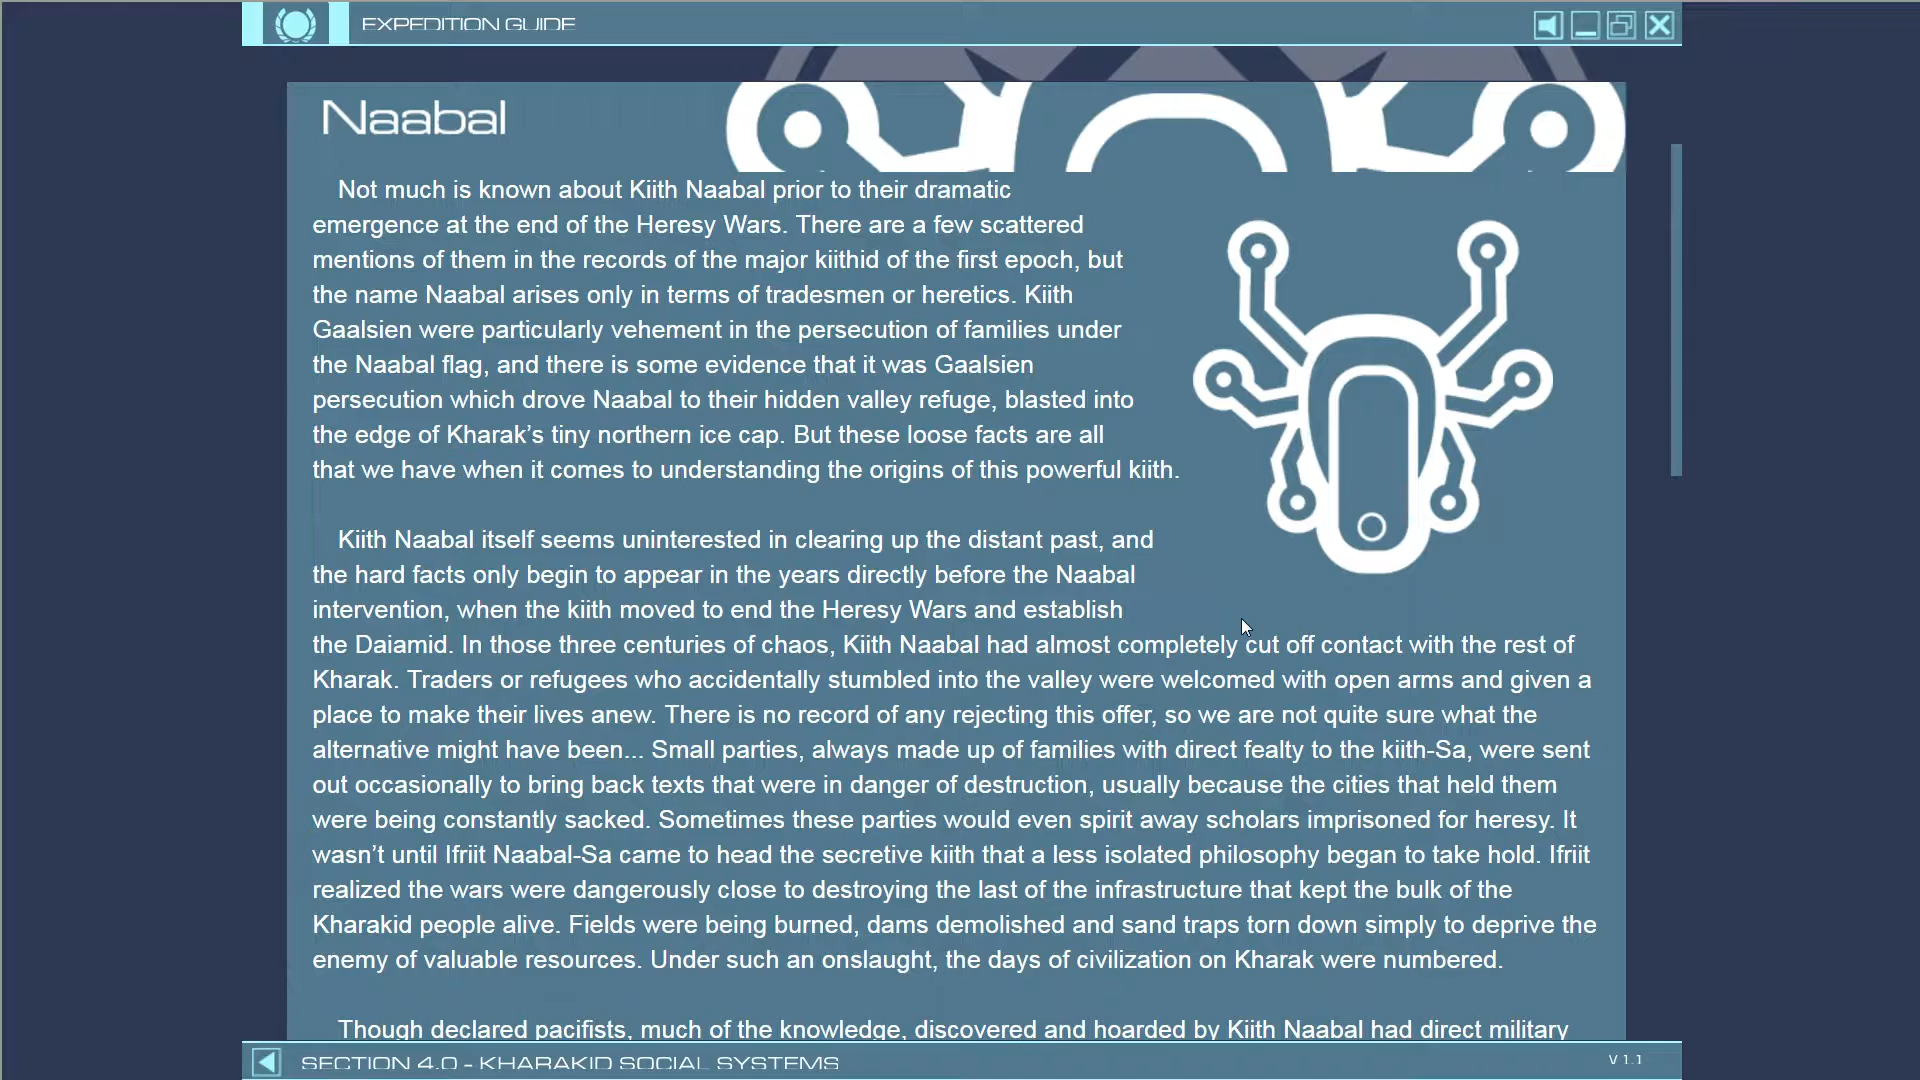 EXPEDITION GUIDE
Naabal
Not much is known about Kiith Naabal prior to their dramatic
emergence at the end of the Heresy Wars. There are a few scattered
mentions of them in the records of the major kiithid of the first epoch, but
the name Naabal arises only in terms of tradesmen or heretics. Kiith
Gaalsien were particularly vehement in the persecution of families under
the Naabal flag, and there is some evidence that it was Gaalsien
persecution which drove Naabal to their hidden valley refuge, blasted into
the edge of Kharak’s tiny northern ice cap. But these loose facts are all
that we have when it comes to understanding the origins of this powerful kiith.
Kiith Naabal itself seems uninterested in clearing up the distant past, and
the hard facts only begin to appear in the years directly before the Naabal
intervention, when the kiith moved to end the Heresy Wars and establish
the Daiamid. In those three centuries of chaos, Kiith Naabal had almost completely cut off contact with the rest of
Kharak. Traders or refugees who accidentally stumbled into the valley were welcomed with open arms and given a
place to make their lives anew. There is no record of any rejecting this offer, so we are not quite sure what the
alternative might have been... Small parties, always made up of families with direct fealty to the kiith-Sa, were sent
out occasionally to bring back texts that were in danger of destruction, usually because the cities that held them
were being constantly sacked. Sometimes these parties would even spirit away scholars imprisoned for heresy. It
wasn’t until Ifriit Naabal-Sa came to head the secretive kiith that a less isolated philosophy began to take hold. Ifriit
realized the wars were dangerously close to destroying the last of the infrastructure that kept the bulk of the
Kharakid people alive. Fields were being burned, dams demolished and sand traps torn down simply to deprive the
enemy of valuable resources. Under such an onslaught, the days of civilization on Kharak were numbered.
Though declared pacifists, much of the knowledge, discovered and hoarded by Kiith Naabal had direct military
SECTION 4.0 - KHARAKID SOCIAL SYSTEMS
V 1.1